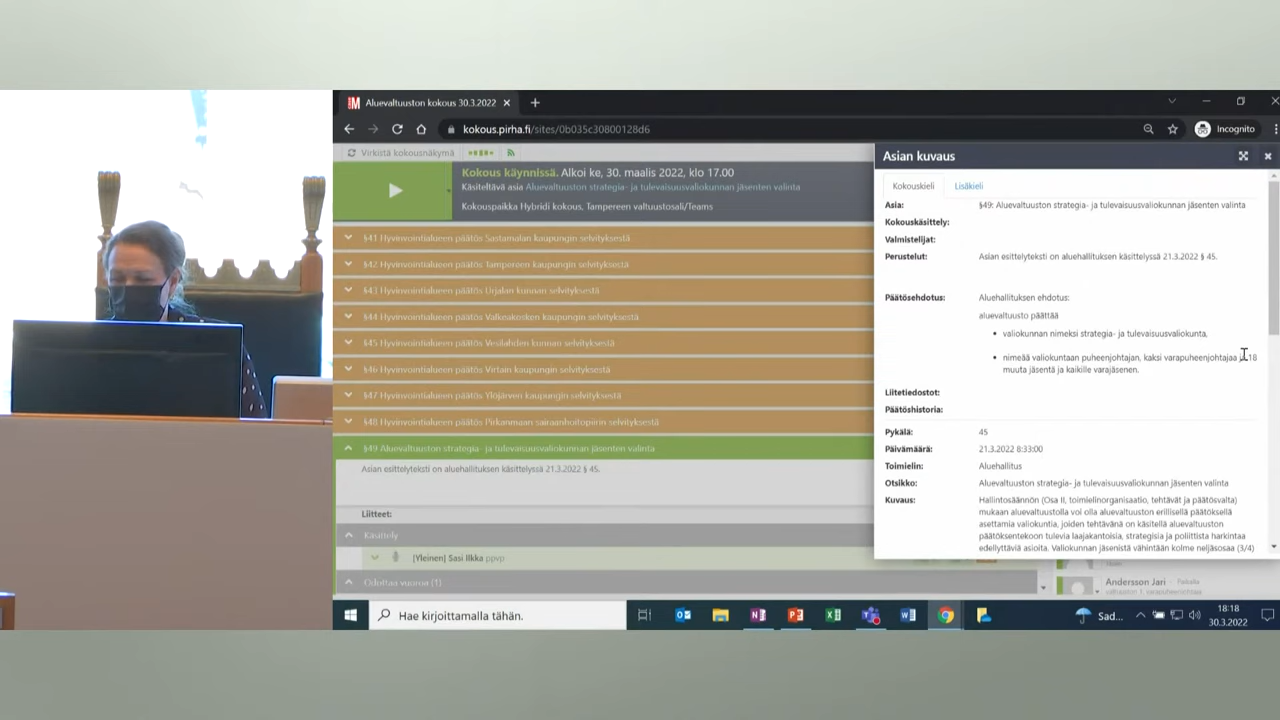 Aluevaltuuston kokous 30.3.2022
kokous.pirha.fi/sites/0b035c30800128d6
Incognito
Virkistä kokousnäkymä
Kokous käynnissä. Alkoi ke, 30. maalis 2022, klo 17.00
Käsiteltävä asia Aluevaltuuston strategia- ja tulevaisuusvaliokunnan jäsenten valinta
Kokouspaikka Hybridi kokous, Tampereen valtuustosali/Teams
§41 Hyvinvointialueen päätös Sastamalan kaupungin selvityksestä
§42 Hyvinvointialueen päätös Tampereen kaupungin selvityksestä
§43 Hyvinvointialueen päätös Urjalan kunnan selvityksestä
§44 Hyvinvointialueen päätös Valkeakosken kaupungin selvityksestä
§45 Hyvinvointialueen päätös Vesilahden kunnan selvityksestä
§46 Hyvinvointialueen päätös Virtain kaupungin selvityksestä
§47 Hyvinvointialueen päätös Ylöjärven kaupungin selvityksestä
§48 Hyvinvointialueen päätös Pirkanmaan sairaanhoitopiirin selvityksestä
§49 Aluevaltuuston strategia- ja tulevaisuusvaliokunnan jäsenten valinta
Asian esittelyteksti on aluehallituksen käsittelyssä 21.3.2022 § 45.
Liitteet:
Käsittely
[Yleinen] Sasi Ilkka ppvp
Odottaa vuoroa (1)
Asian kuvaus
Kokouskieli Lisäkieli
Asia: §49: Aluevaltuuston strategia- ja tulevaisuusvaliokunnan jäsenten valinta
Kokouskäsittely:
Valmistelijat:
Perustelut: Asian esittelyteksti on aluehallituksen käsittelyssä 21.3.2022 § 45.
Päätösehdotus: Aluehallituksen ehdotus:
aluevaltuusto päättää
• valiokunnan nimeksi strategia- ja tulevaisuusvaliokunta,
• nimeää valiokuntaan puheenjohtajan, kaksi varapuheenjohtajaa ja 18
muuta jäsentä ja kaikille varajäsenen.
Liitetiedostot:
Päätöshistoria:
Pykälä: 45
Päivämäärä: 21.3.2022 8:33:00
Toimielin: Aluehallitus
Otsikko: Aluevaltuuston strategia- ja tulevaisuusvaliokunnan jäsenten valinta
Kuvaus: Hallintosäännön (Osa II, toimielinorganisaatio, tehtävät ja päätösvalta)
mukaan aluevaltuustolla voi olla aluevaltuuston erillisellä päätöksellä
asettamia valiokuntia, joiden tehtävänä on käsitellä aluevaltuuston
päätöksentekoon tulevia laajakantoisia, strategisia ja poliittista harkintaa
edellyttäviä asioita. Valiokunnan jäsenistä vähintään kolme neljäsosaa (3/4)
Andersson Jari
Hae kirjoittamalla tähän.
Sad...
18:18
30.3.2022